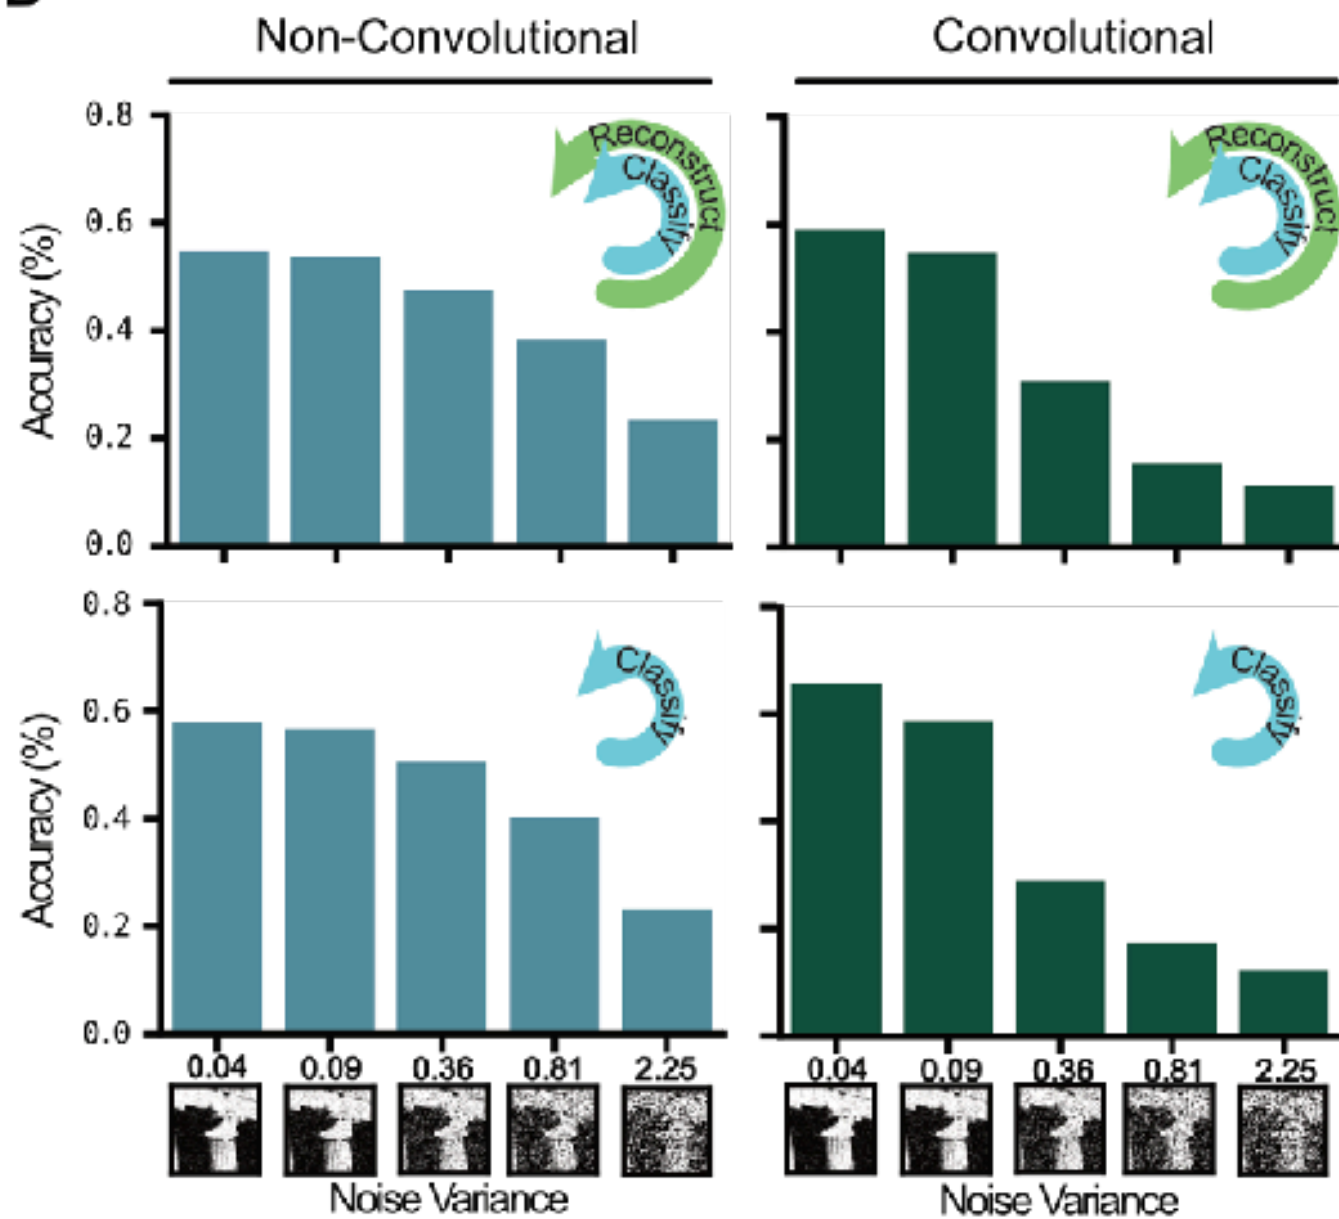 Non-Convolutional
Convolutional
Accuracy (%)
0.8
0.6
0.4
0.2
0.0
Reconstruct
Classify
Reconstruct
Classify
Accuracy (%)
0.8
0.6
0.4
0.2
0.0
Classify
Classify
0.04 0.09 0.36 0.81 2.25
0.04 0.09 0.36 0.81 2.25
Noise Variance
Noise Variance